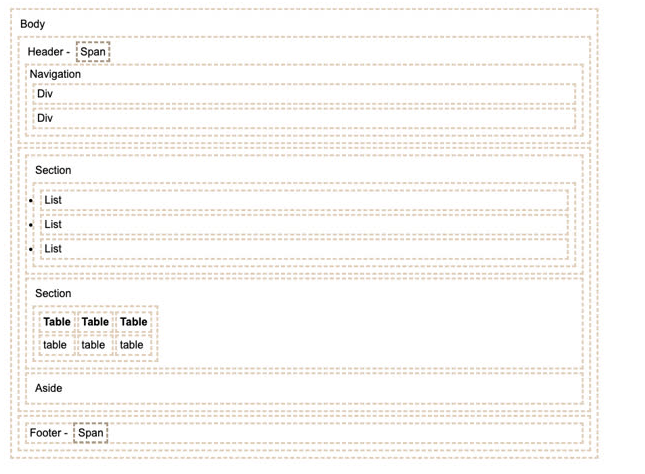 Body
Header - Span
Navigation
Div
Div
Section
List
List
List
Section
Table Table Table
table table table
Aside
Footer - Span